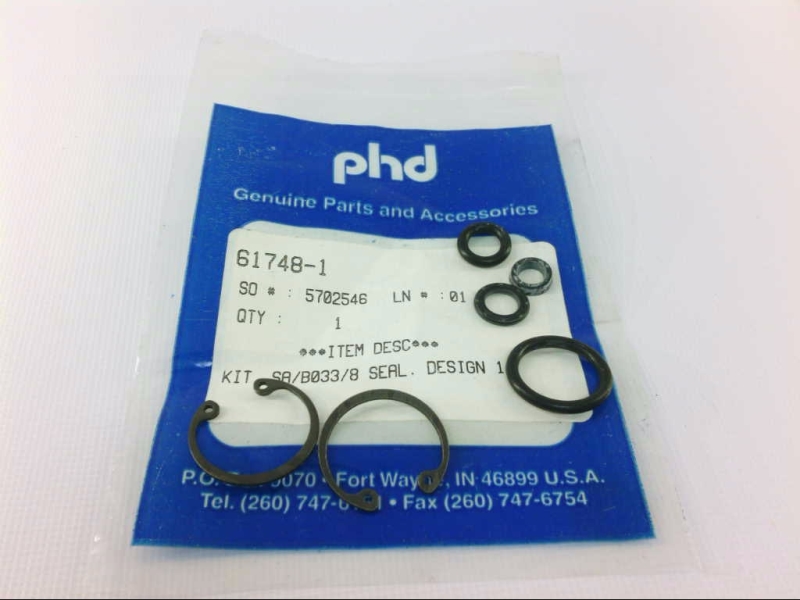 phd
Genuine Parts and Accessories
61748-1
SO # : 5702546 LN # :01
QTY : 1
***ITEM DESC***
KIT, SA/B033/8 SEAL. DESIGN 1
Fort Wayne, IN 46899 U.S.A.
Tel. (260) • Fax (260) 747-6754